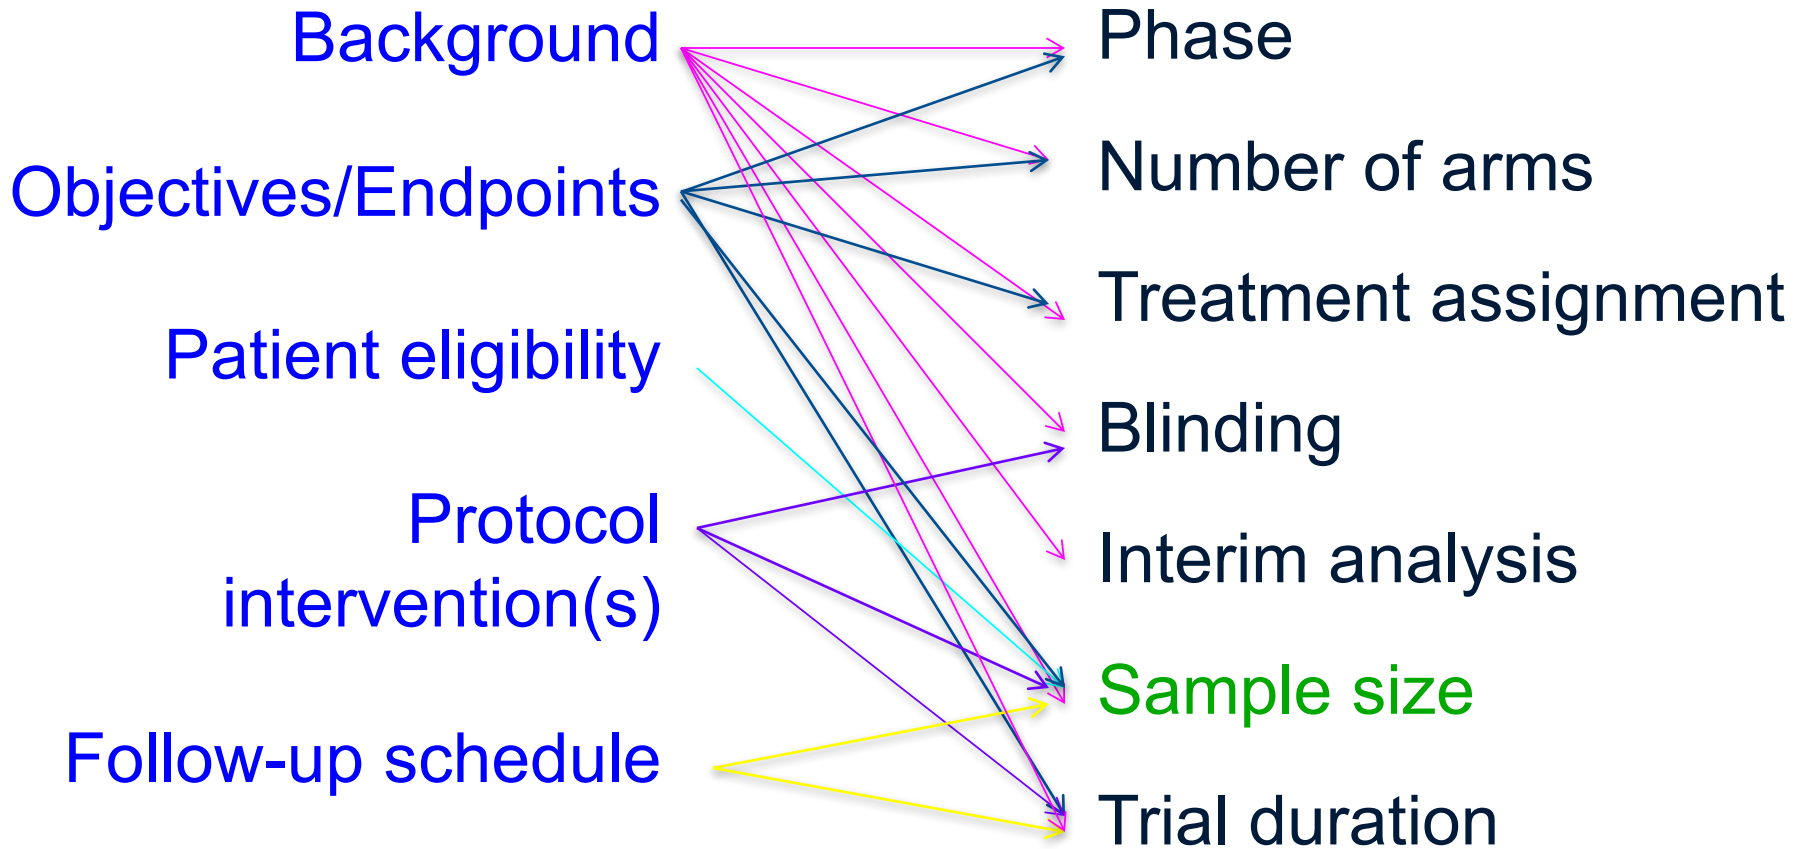 Background
Objectives/Endpoints
Patient eligibility
Protocol
intervention(s)
Follow-up schedule
Phase
Number of arms
Treatment assignment
Blinding
Interim analysis
Sample size
Trial duration